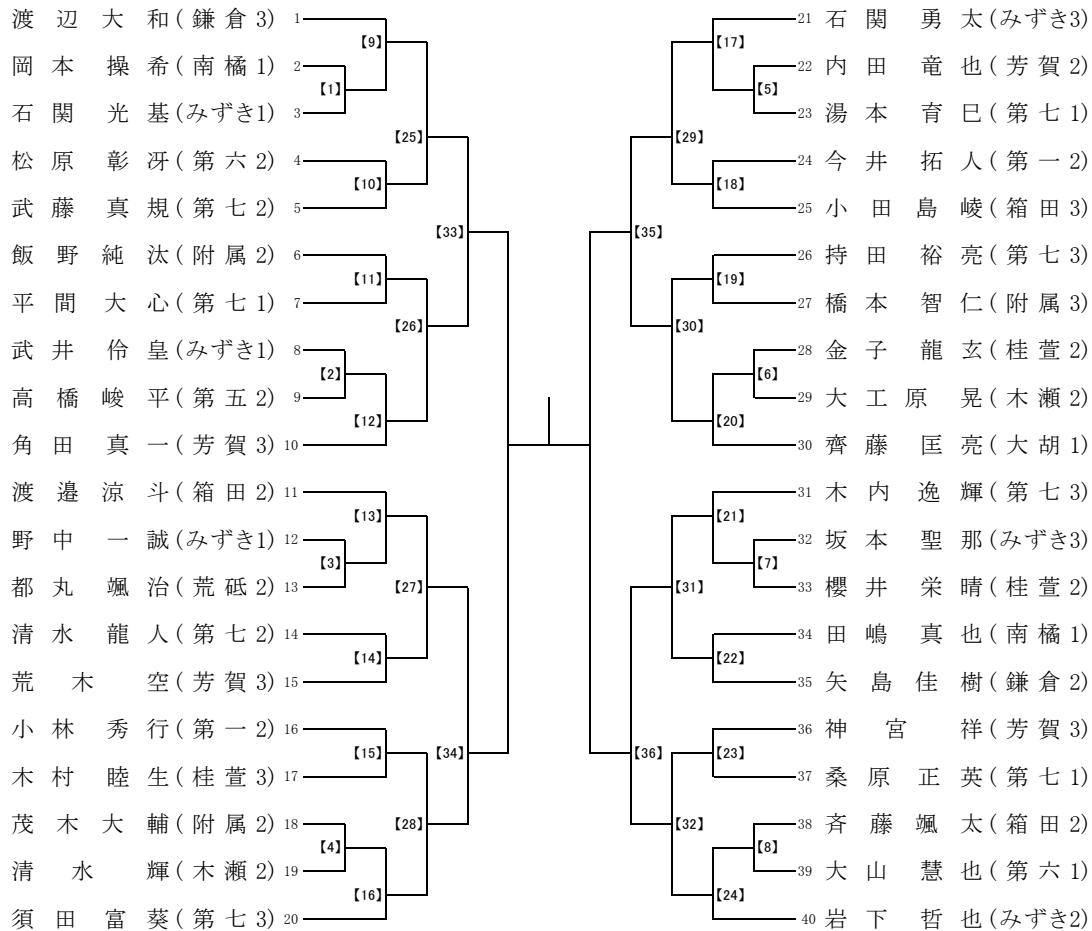 渡辺大和(鎌倉3) 1
岡本操希(南橘1) 2
石関光基(みずき1) 3
松原彰冴(第六2) 4
武藤真規(第七2) 5
飯野純汰(附属2) 6
平間大心(第七1) 7
武井伶皇(みずき1) 8
高橋峻平(第五2) 9
角田真一(芳賀3) 10
渡邉涼斗(箱田2) 11
野中一誠(みずき1) 12
都丸颯治(荒砥2) 13
清水龍人(第七2) 14
荒木空(芳賀3) 15
小林秀行(第一2) 16
木村睦生(桂萱3) 17
茂木大輔(附属2) 18
清水輝(木瀬2) 19
須田富葵(第七3) 20
【1】
【2】
【3】
【4】
【9】
【10】
【11】
【12】
【13】
【14】
【15】
【16】
【25】
【26】
【27】
【28】
【33】
【34】
【35】
【36】
【29】
【30】
【31】
【32】
【17】
【18】
【19】
【20】
【21】
【22】
【23】
【24】
【5】
【6】
【7】
【8】
21 石関勇太(みずき3)
22 内田竜也(芳賀2)
23 湯本育巳(第七1)
24 今井拓人(第一2)
25 小田島崚(箱田3)
26 持田裕亮(第七3)
27 橋本智仁(附属3)
28 金子龍玄(桂萱2)
29 大工原晃(木瀬2)
30 齊藤匡亮(大胡1)
31 木内逸輝(第七3)
32 坂本聖那(みずき3)
33 櫻井栄晴(桂萱2)
34 田嶋真也(南橘1)
35 矢島佳樹(鎌倉2)
36 神宮祥(芳賀3)
37 桑原正英(第七1)
38 斉藤颯太(箱田2)
39 大山慧也(第六1)
40 岩下哲也(みずき2)